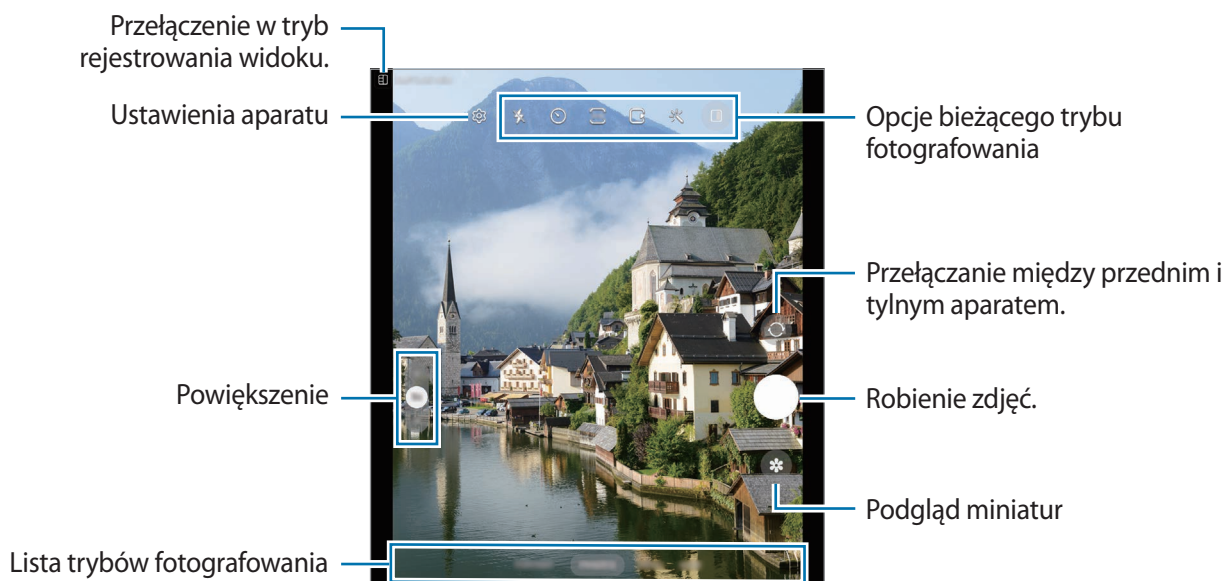 Przełączenie w tryb
rejestrowania widoku.
Ustawienia aparatu
Opcje bieżącego trybu
fotografowania
Przełączanie między przednim i
tylnym aparatem.
Powiększenie
Robienie zdjęć.
Podgląd miniatur
Lista trybów fotografowania